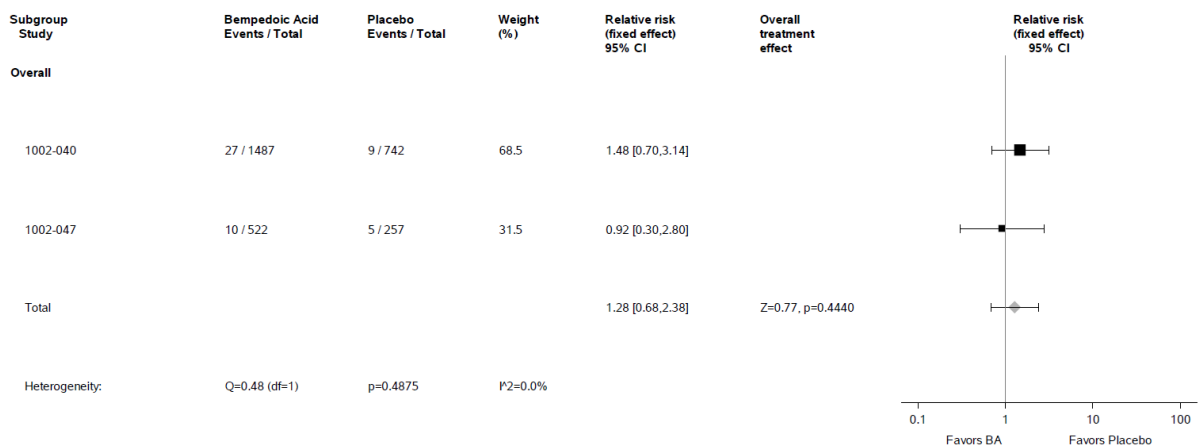 Subgroup Bempedoic Acid Placebo Weight Relative risk Overall Relative risk
Study Events / Total Events / Total (%) (fixed effect) treatment (fixed effect)
95% CI effect 95% CI
Overall
1002-040 27 / 1487 9 / 742 68.5 1.48 [0.70,3.14]
1002-047 10 / 522 5 / 257 31.5 0.92 [0.30,2.80]
Total 1.28 [0.68,2.38] Z=0.77, p=0.4440
Heterogeneity: Q=0.48 (df=1) p=0.4875 I^2=0.0%
0.1 1 10 100
Favors BA Favors Placebo